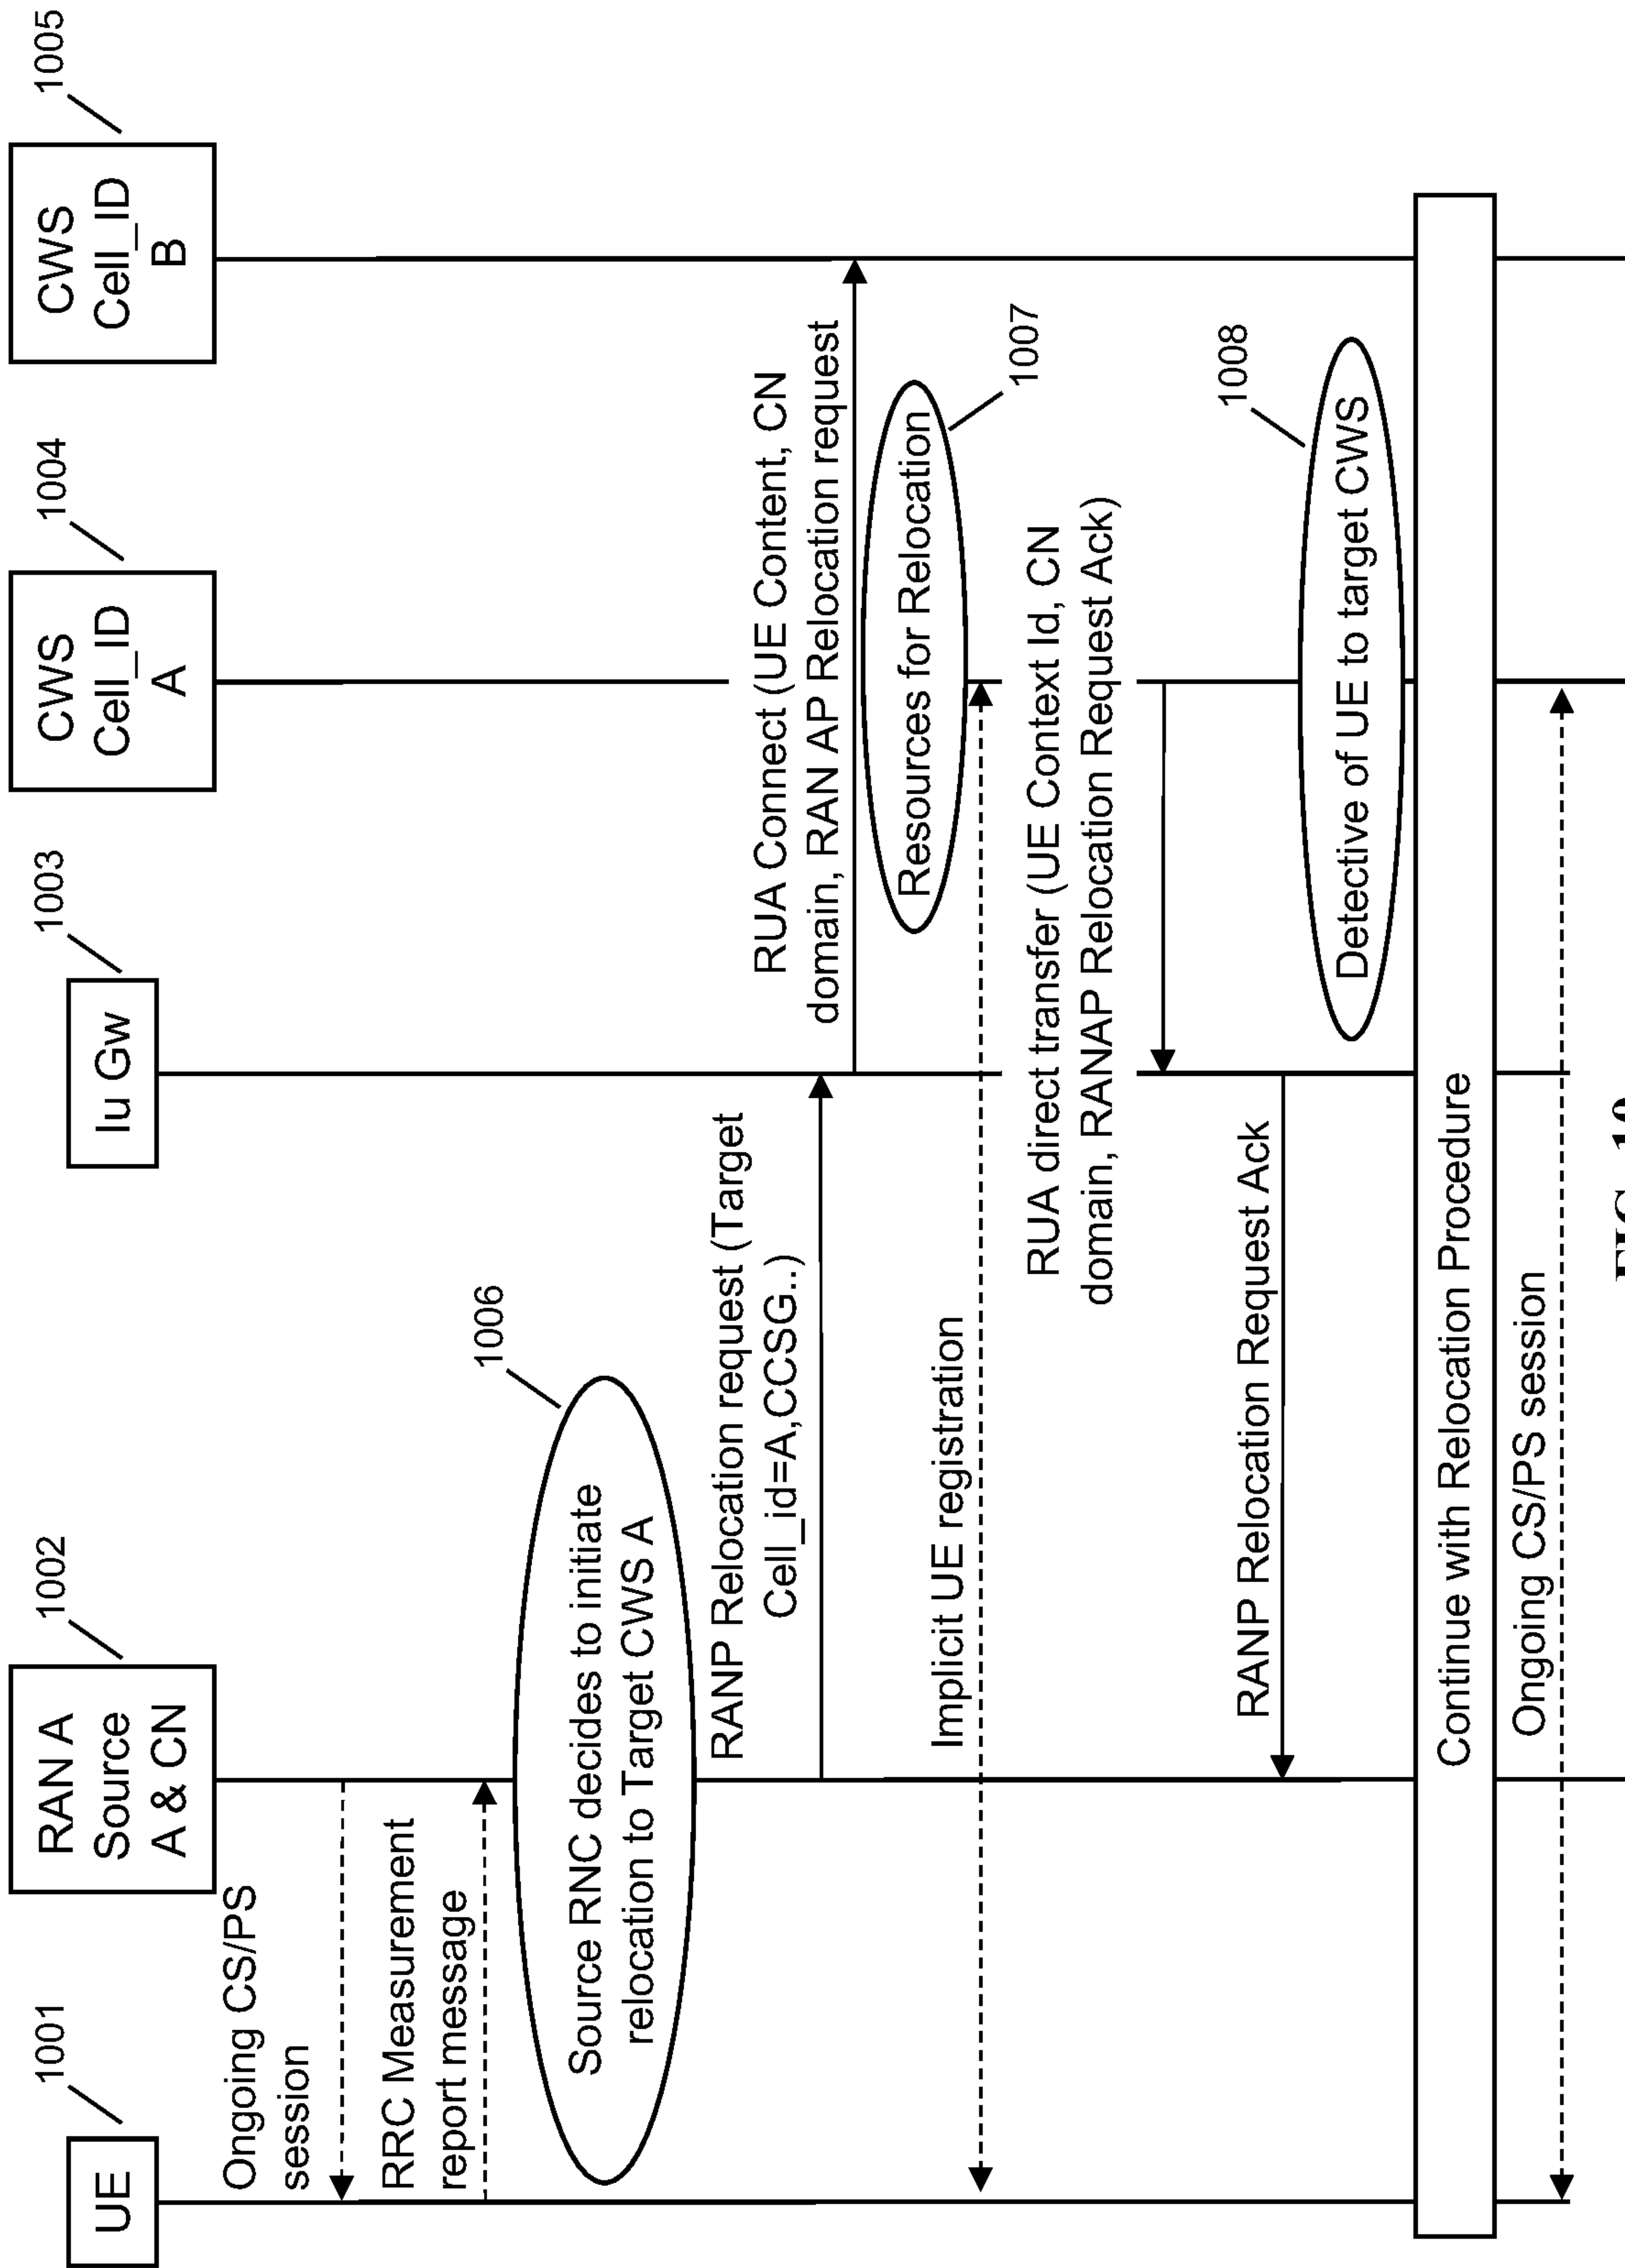 1001
1002
1003
1004
1005
UE
RAN A
Source
A & CN
Iu Gw
CWS
Cell_ID
A
CWS
Cell_ID
B
Ongoing CS/PS
session
RRC Measurement
report message
1006
Source RNC decides to initiate
relocation to Target CWS A
RANP Relocation request (Target
Cell_id=A,CCSG..)
RUA Connect (UE Content, CN
domain, RAN AP Relocation request
Resources for Relocation
1007
Implicit UE registration
RUA direct transfer (UE Context Id, CN
domain, RANAP Relocation Request Ack)
1008
RANP Relocation Request Ack
Detective of UE to target CWS
Continue with Relocation Procedure
Ongoing CS/PS session